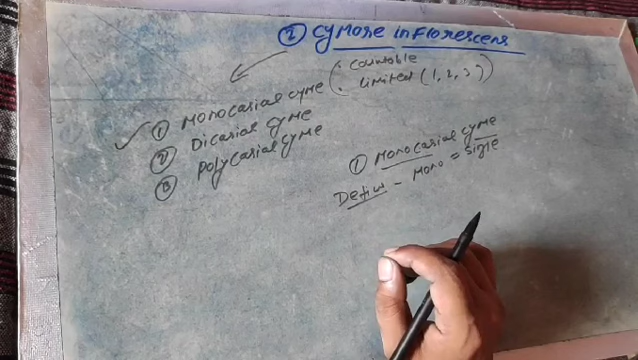 ② Cymose inflorescens
① Monocasial cyme (. countable
. limited (1, 2, 3))
② Dicasial cyme
③ Polycasial cyme
① Monocasial cyme
Defin - Mono = Single